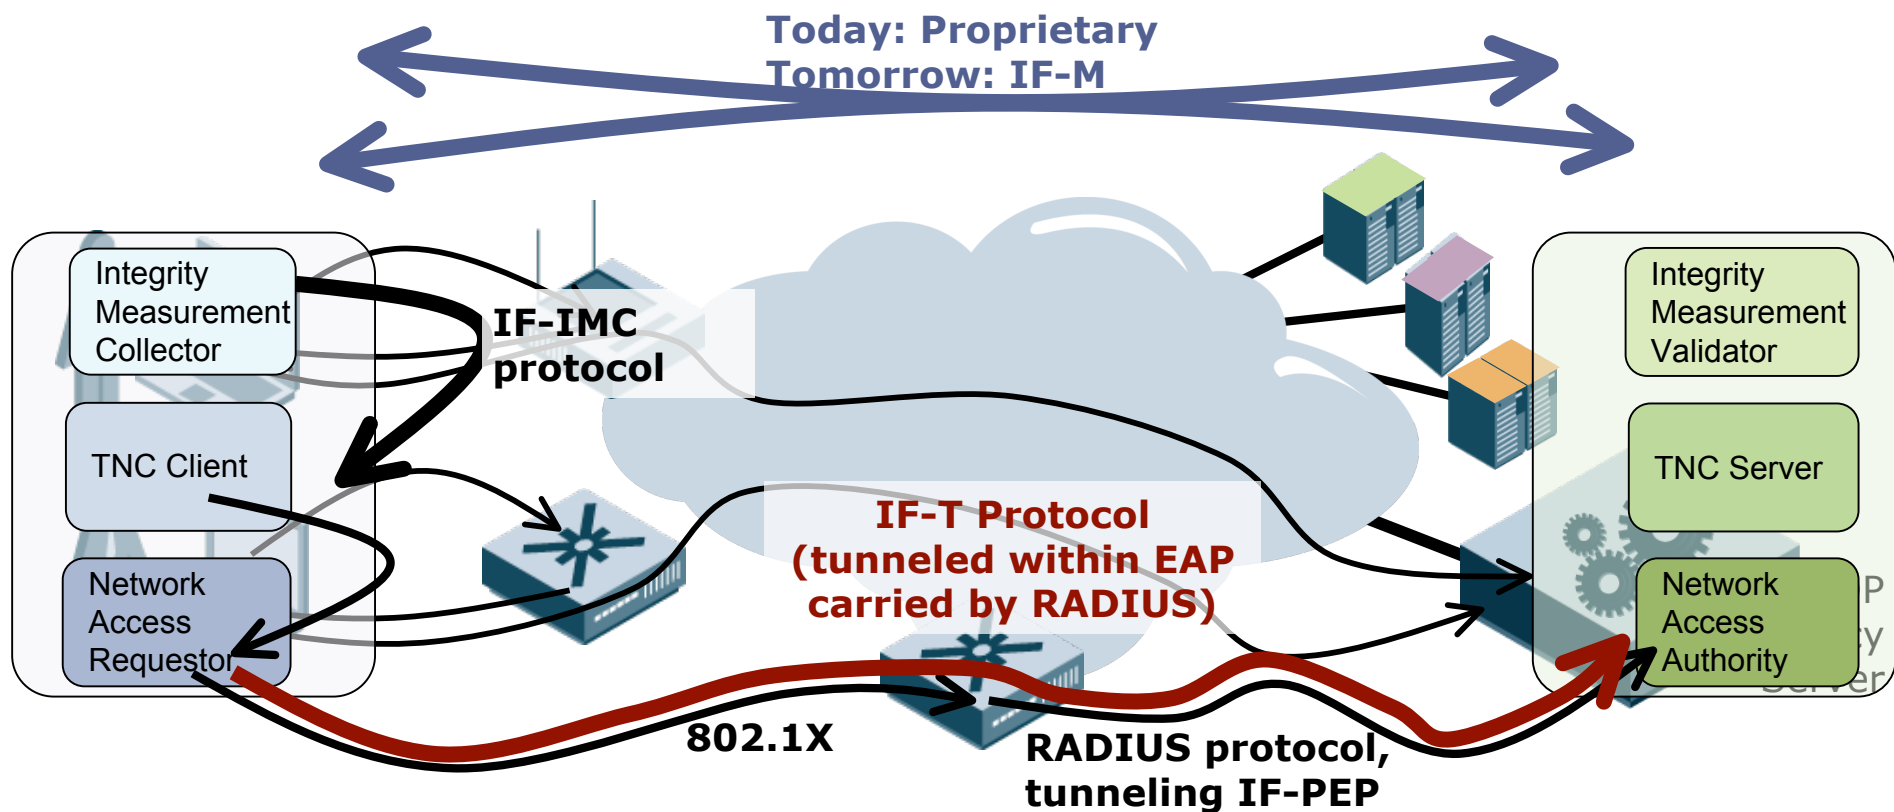 Today: Proprietary
Tomorrow: IF-M
Integrity
Measurement
Collector
IF-IMC
protocol
Integrity
Measurement
Validator
TNC Client
TNC Server
IF-T Protocol
(tunneled within EAP
carried by RADIUS)
Network
Access
Requestor
Network
Access
Authority
Server
802.1X
RADIUS protocol,
tunneling IF-PEP